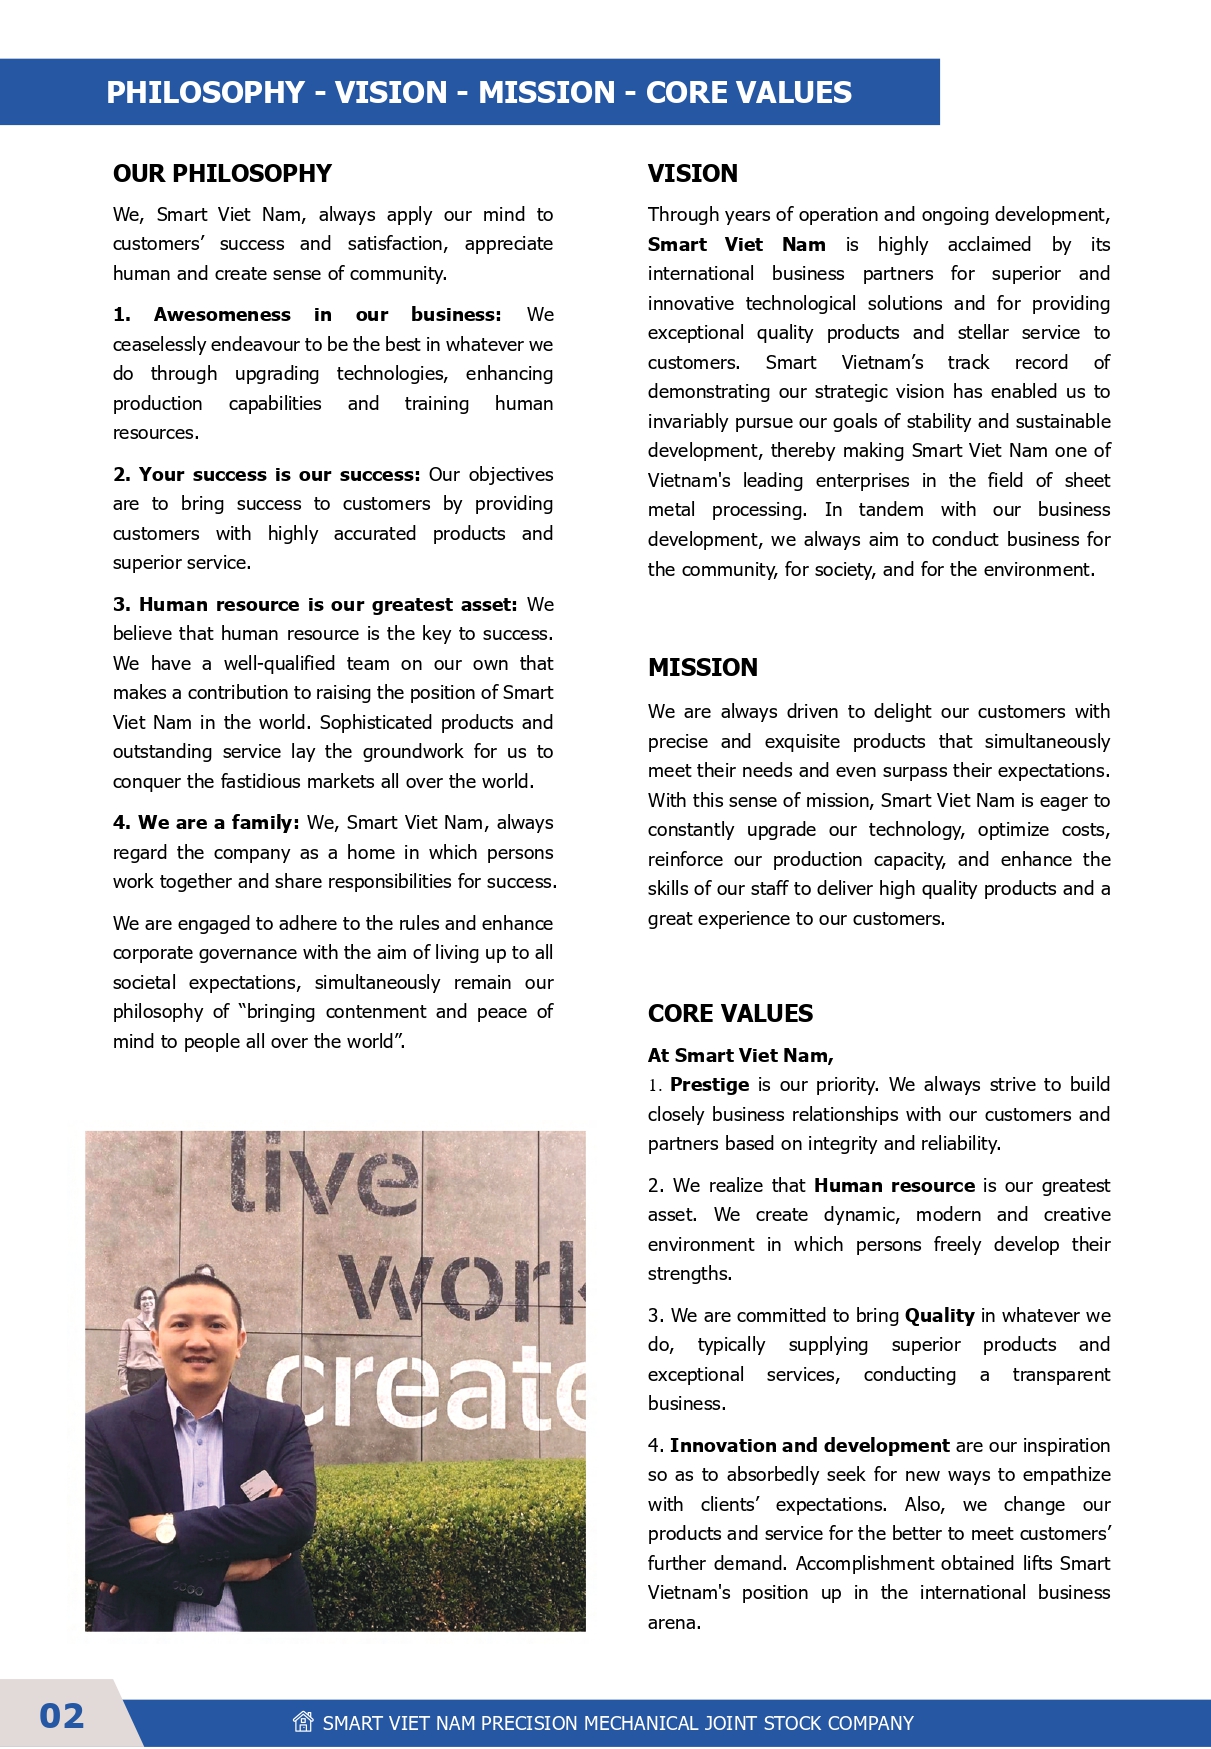 PHILOSOPHY - VISION - MISSION - CORE VALUES
OUR PHILOSOPHY
We, Smart Viet Nam, always apply our mind to
customers’ success and satisfaction, appreciate
human and create sense of community.
1. Awesomeness in our business: We
ceaselessly endeavour to be the best in whatever we
do through upgrading technologies, enhancing
production capabilities and training human
resources.
2. Your success is our success: Our objectives
are to bring success to customers by providing
customers with highly accurated products and
superior service.
3. Human resource is our greatest asset: We
believe that human resource is the key to success.
We have a well-qualified team on our own that
makes a contribution to raising the position of Smart
Viet Nam in the world. Sophisticated products and
outstanding service lay the groundwork for us to
conquer the fastidious markets all over the world.
4. We are a family: We, Smart Viet Nam, always
regard the company as a home in which persons
work together and share responsibilities for success.
We are engaged to adhere to the rules and enhance
corporate governance with the aim of living up to all
societal expectations, simultaneously remain our
philosophy of “bringing contenment and peace of
mind to people all over the world”.
live
work
create
VISION
Through years of operation and ongoing development,
Smart Viet Nam is highly acclaimed by its
international business partners for superior and
innovative technological solutions and for providing
exceptional quality products and stellar service to
customers. Smart Vietnam’s track record of
demonstrating our strategic vision has enabled us to
invariably pursue our goals of stability and sustainable
development, thereby making Smart Viet Nam one of
Vietnam's leading enterprises in the field of sheet
metal processing. In tandem with our business
development, we always aim to conduct business for
the community, for society, and for the environment.
MISSION
We are always driven to delight our customers with
precise and exquisite products that simultaneously
meet their needs and even surpass their expectations.
With this sense of mission, Smart Viet Nam is eager to
constantly upgrade our technology, optimize costs,
reinforce our production capacity, and enhance the
skills of our staff to deliver high quality products and a
great experience to our customers.
CORE VALUES
At Smart Viet Nam,
1. Prestige is our priority. We always strive to build
closely business relationships with our customers and
partners based on integrity and reliability.
2. We realize that Human resource is our greatest
asset. We create dynamic, modern and creative
environment in which persons freely develop their
strengths.
3. We are committed to bring Quality in whatever we
do, typically supplying superior products and
exceptional services, conducting a transparent
business.
4. Innovation and development are our inspiration
so as to absorbedly seek for new ways to empathize
with clients’ expectations. Also, we change our
products and service for the better to meet customers’
further demand. Accomplishment obtained lifts Smart
Vietnam's position up in the international business
arena.
02
SMART VIET NAM PRECISION MECHANICAL JOINT STOCK COMPANY